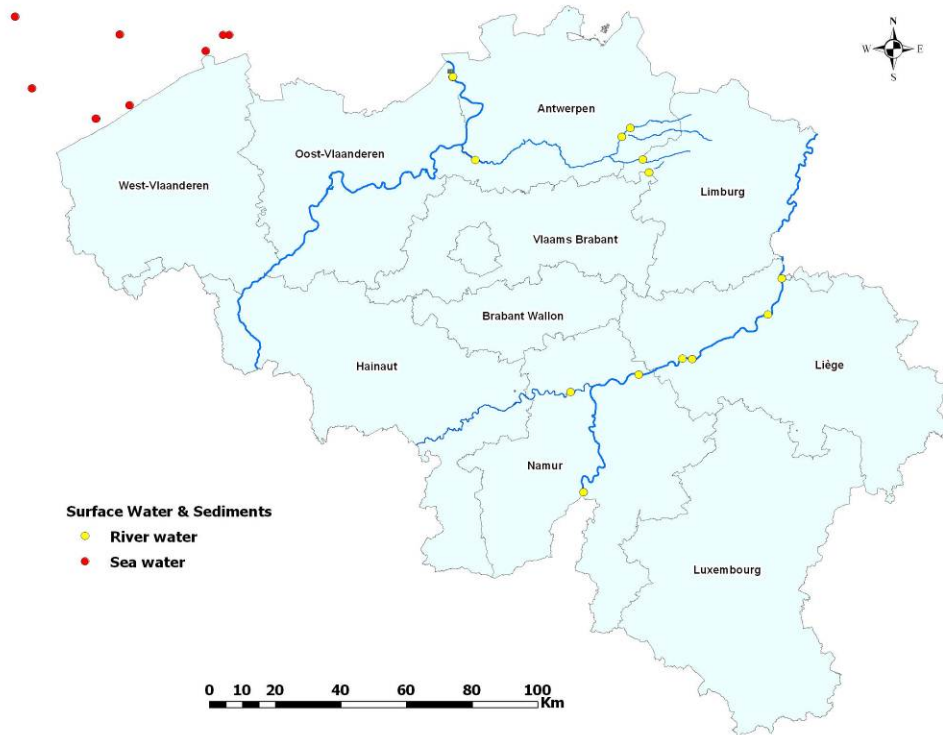 N
W E
S
Antwerpen
Oost-Vlaanderen
West-Vlaanderen
Limburg
Vlaams Brabant
Brabant Wallon
Hainaut
Liège
Namur
Surface Water & Sediments
River water
Sea water
Luxembourg
0 10 20 40 60 80 100
Km